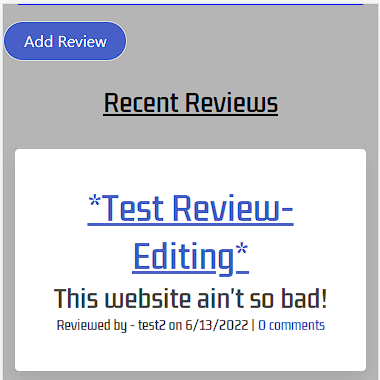 Add Review
Recent Reviews
*Test Review-
Editing*
This website ain't so bad!
Reviewed by - test2 on 6/13/2022 | 0 comments